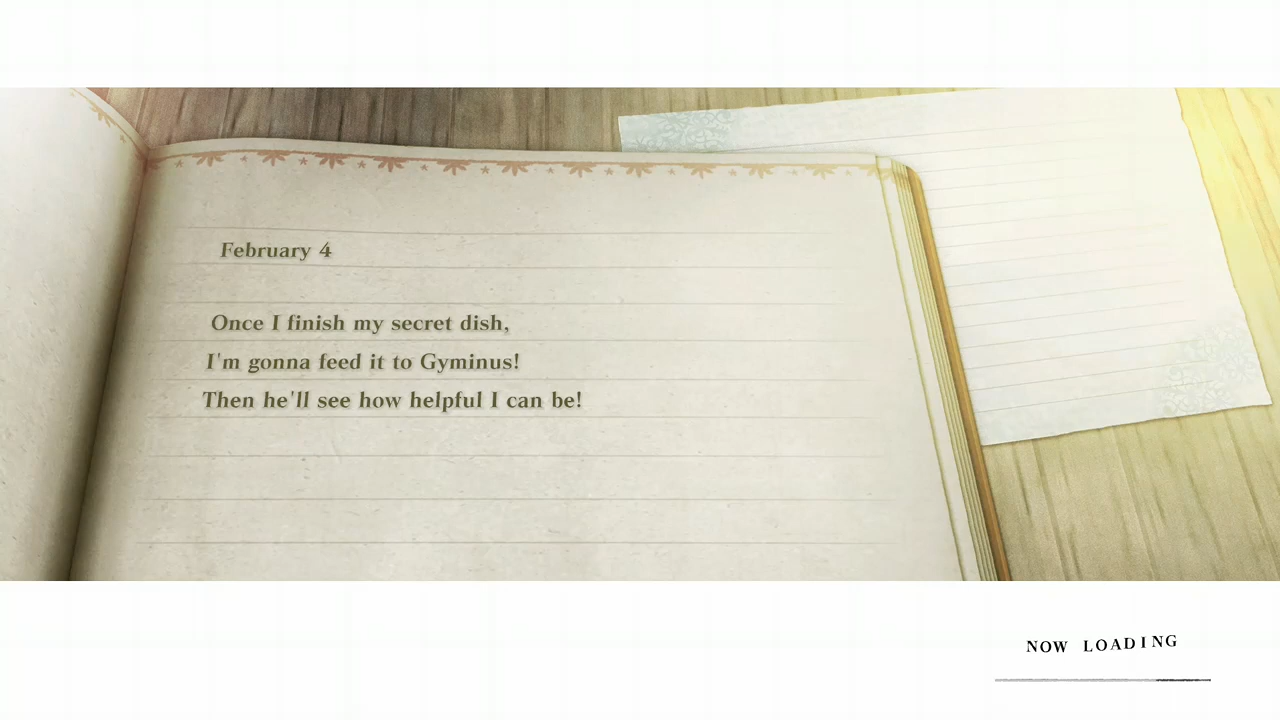 February 4
Once I finish my secret dish,
I'm gonna feed it to Gyminus!
Then he'll see how helpful I can be!
NOW LOADING